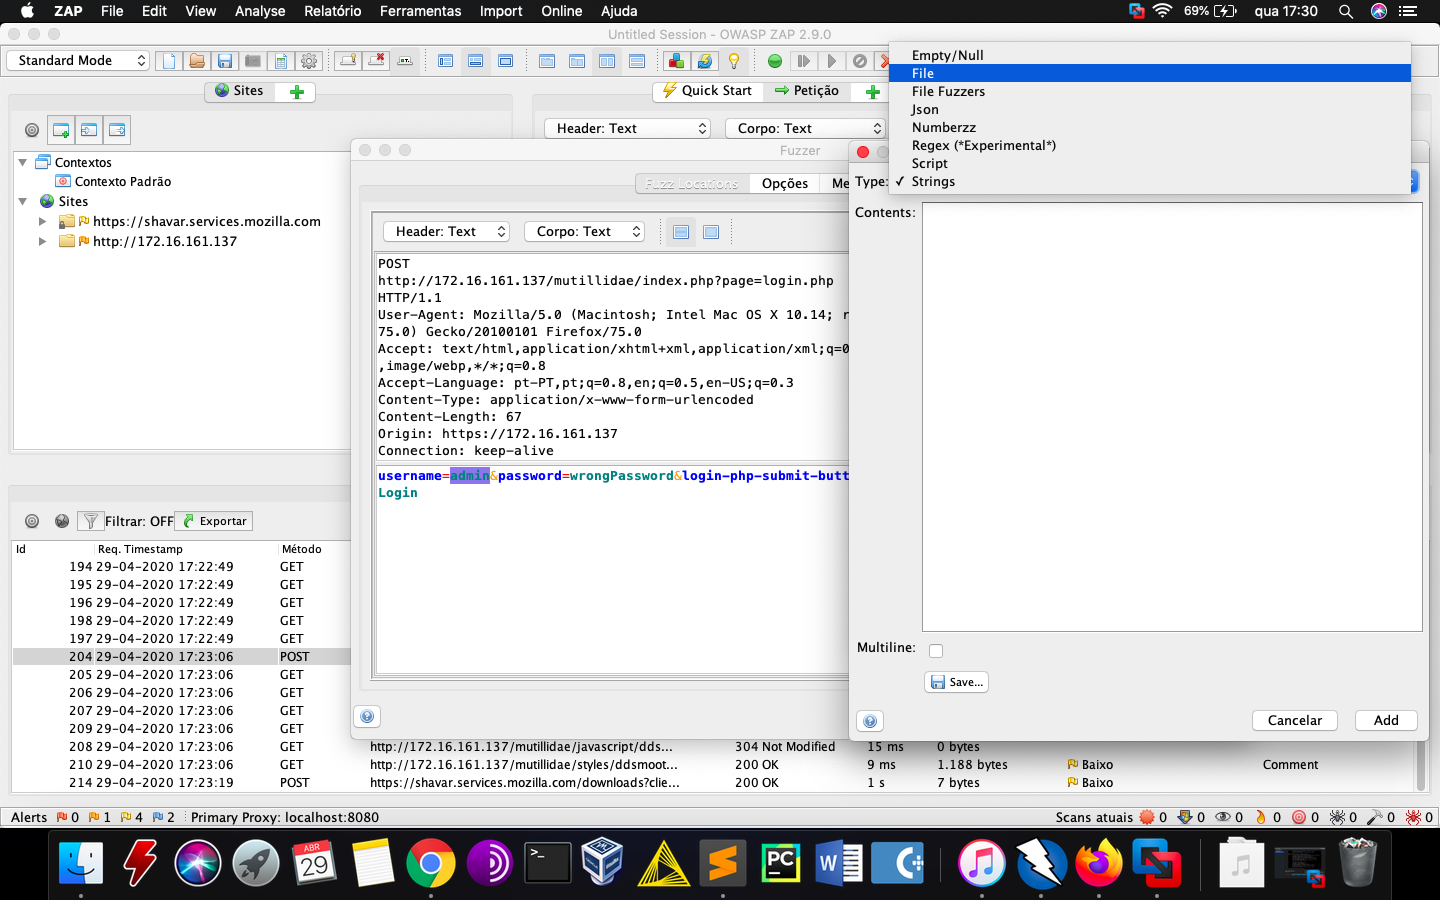 ZAP File Edit View Analyse Relatório Ferramentas Import Online Ajuda 69% qua 17:30
Untitled Session - OWASP ZAP 2.9.0
Standard Mode
Sites
Quick Start Petição
Header: Text Corpo: Text
Contextos
Contexto Padrão
Sites
https://shavar.services.mozilla.com
http://172.16.161.137
Fuzzer
Fuzz Locations Opções Me
Header: Text Corpo: Text
POST
http://172.16.161.137/mutillidae/index.php?page=login.php
HTTP/1.1
User-Agent: Mozilla/5.0 (Macintosh; Intel Mac OS X 10.14; r
75.0) Gecko/20100101 Firefox/75.0
Accept: text/html,application/xhtml+xml,application/xml;q=0
,image/webp,*/*;q=0.8
Accept-Language: pt-PT,pt;q=0.8,en;q=0.5,en-US;q=0.3
Content-Type: application/x-www-form-urlencoded
Content-Length: 67
Origin: https://172.16.161.137
Connection: keep-alive
username=admin&password=wrongPassword&login-php-submit-butt
Login
Empty/Null
File
File Fuzzers
Json
Numberzz
Regex (*Experimental*)
Script
Type: ✓ Strings
Contents:
Multiline:
Save...
Cancelar Add
Filtrar: OFF Exportar
Id Req. Timestamp Método
194 29-04-2020 17:22:49 GET
195 29-04-2020 17:22:49 GET
196 29-04-2020 17:22:49 GET
198 29-04-2020 17:22:49 GET
197 29-04-2020 17:22:49 GET
204 29-04-2020 17:23:06 POST
205 29-04-2020 17:23:06 GET
206 29-04-2020 17:23:06 GET
207 29-04-2020 17:23:06 GET
209 29-04-2020 17:23:06 GET
208 29-04-2020 17:23:06 GET http://172.16.161.137/mutillidae/javascript/dds... 304 Not Modified 15 ms 0 bytes
210 29-04-2020 17:23:06 GET http://172.16.161.137/mutillidae/styles/ddsmoot... 200 OK 9 ms 1.188 bytes Baixo Comment
214 29-04-2020 17:23:19 POST https://shavar.services.mozilla.com/downloads?clie... 200 OK 1 s 7 bytes Baixo
Alerts 0 1 4 2 Primary Proxy: localhost:8080 Scans atuais 0 0 0 0 0 0 0 0
ABR
29
>_
PC
W